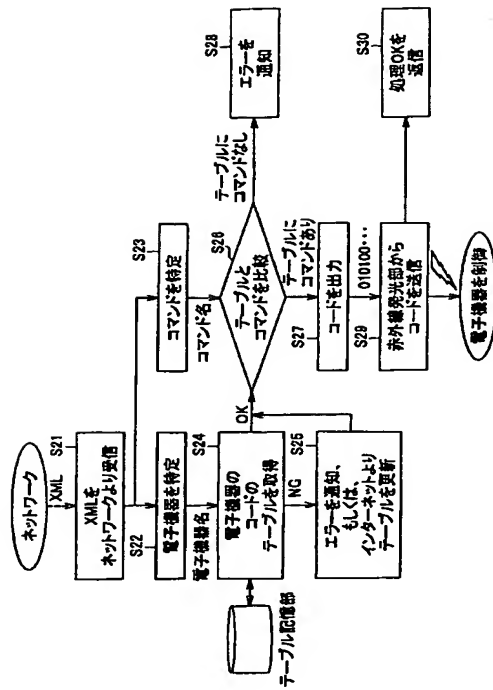 ネットワーク
XML
S21
XMLを
ネットワークより受信
S22
電子機器を特定
電子機器名
S23
コマンドを特定
コマンド名
S24
電子機器の
コードの
テーブルを取得
テーブル記憶部
OK
NG
S25
エラーを通知、
もしくは、
インターネットより
テーブルを更新
S26
テーブルと
コマンドを比較
テーブルに
コマンドなし
S28
エラーを
通知
テーブルに
コマンドあり
S27
コードを出力
010100・・・
S29
赤外線発光部から
コードを送信
S30
処理OKを
返信
電子機器を制御